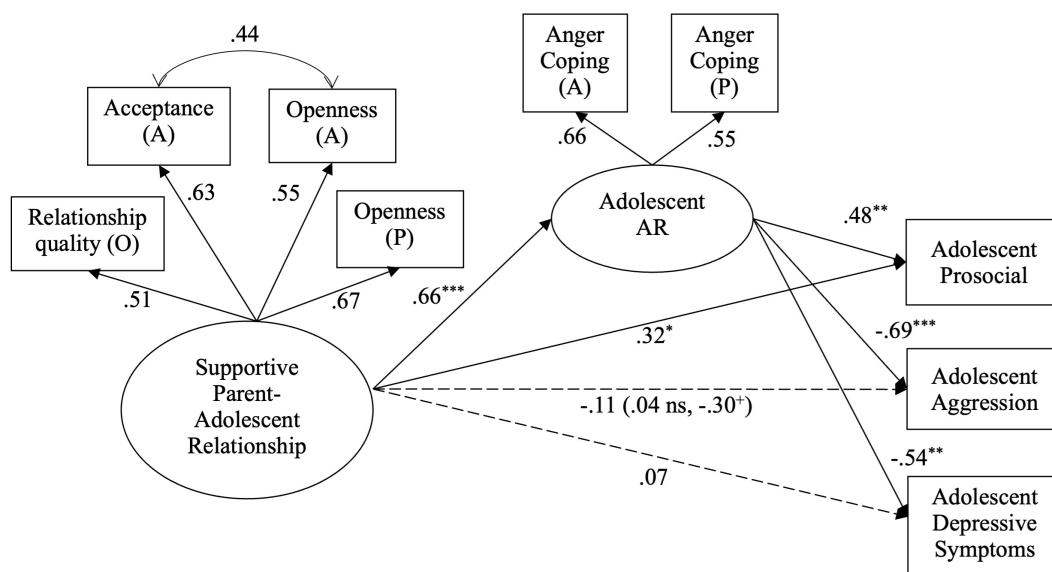 .44
Acceptance
(A)
Openness
(A)
Anger
Coping
(A)
Anger
Coping
(P)
.66
.55
.63
.55
Relationship
quality (O)
Openness
(P)
.51
.67
.66***
Adolescent
AR
.48**
Adolescent
Prosocial
.32*
-.69***
Supportive
Parent-
Adolescent
Relationship
-.11 (.04 ns, -.30+)
Adolescent
Aggression
.07
-.54**
Adolescent
Depressive
Symptoms